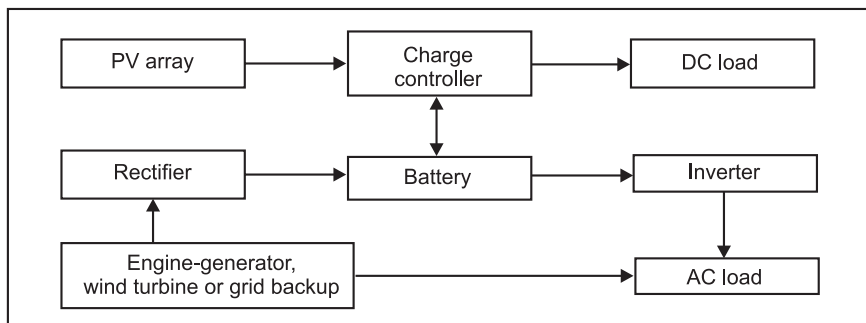 PV array
Charge
controller
DC load
Rectifier
Battery
Inverter
Engine-generator,
wind turbine or grid backup
AC load